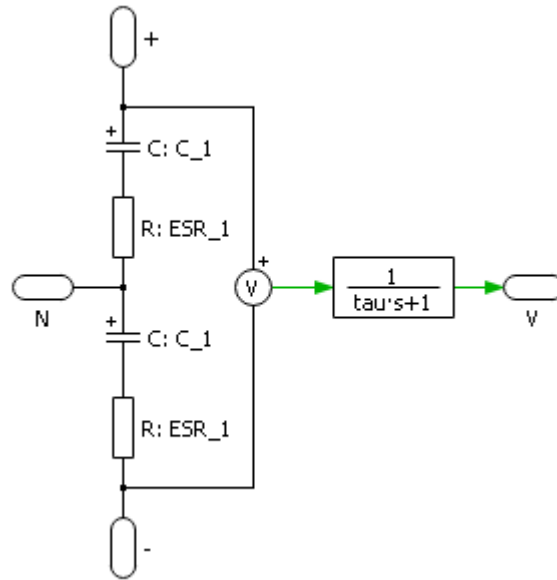 +
+
C: C_1
R: ESR_1
N
+
C: C_1
R: ESR_1
-
+
V
1
tau·s+1
V